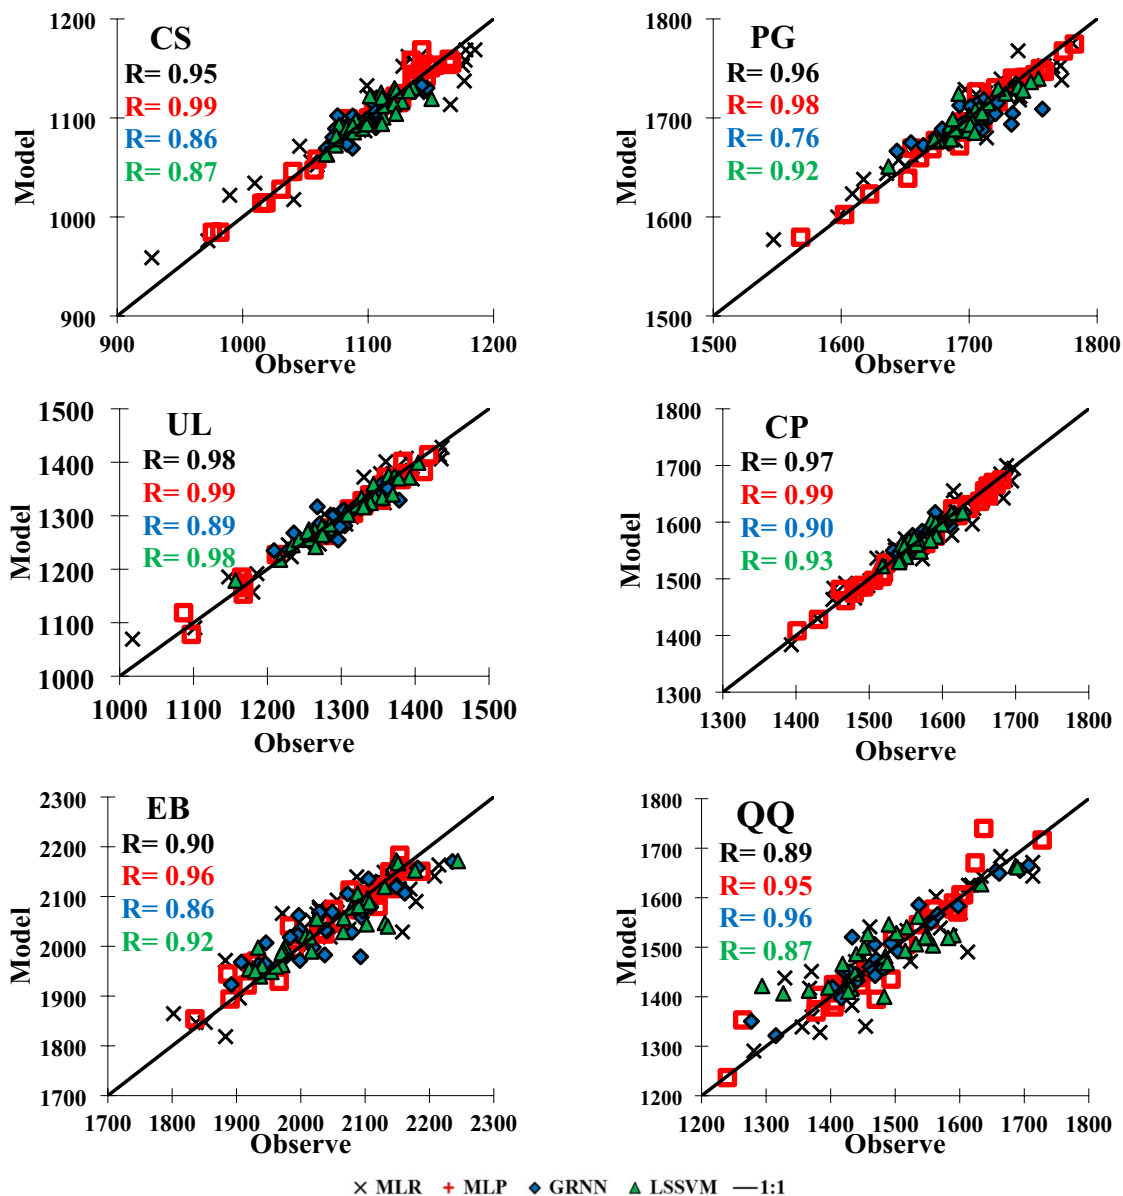 1200
1100
1000
900
Model
CS
R= 0.95
R= 0.99
R= 0.86
R= 0.87
900 1000 1100 1200
Observe
1800
1700
1600
1500
Model
PG
R= 0.96
R= 0.98
R= 0.76
R= 0.92
1500 1600 1700 1800
Observe
1500
1400
1300
1200
1100
1000
Model
UL
R= 0.98
R= 0.99
R= 0.89
R= 0.98
1000 1100 1200 1300 1400 1500
Observe
1800
1700
1600
1500
1400
1300
Model
CP
R= 0.97
R= 0.99
R= 0.90
R= 0.93
1300 1400 1500 1600 1700 1800
Observe
2300
2200
2100
2000
1900
1800
1700
Model
EB
R= 0.90
R= 0.96
R= 0.86
R= 0.92
1700 1800 1900 2000 2100 2200 2300
Observe
1800
1700
1600
1500
1400
1300
1200
Model
QQ
R= 0.89
R= 0.95
R= 0.96
R= 0.87
1200 1300 1400 1500 1600 1700 1800
Observe
MLR MLP GRNN LSSVM 1:1